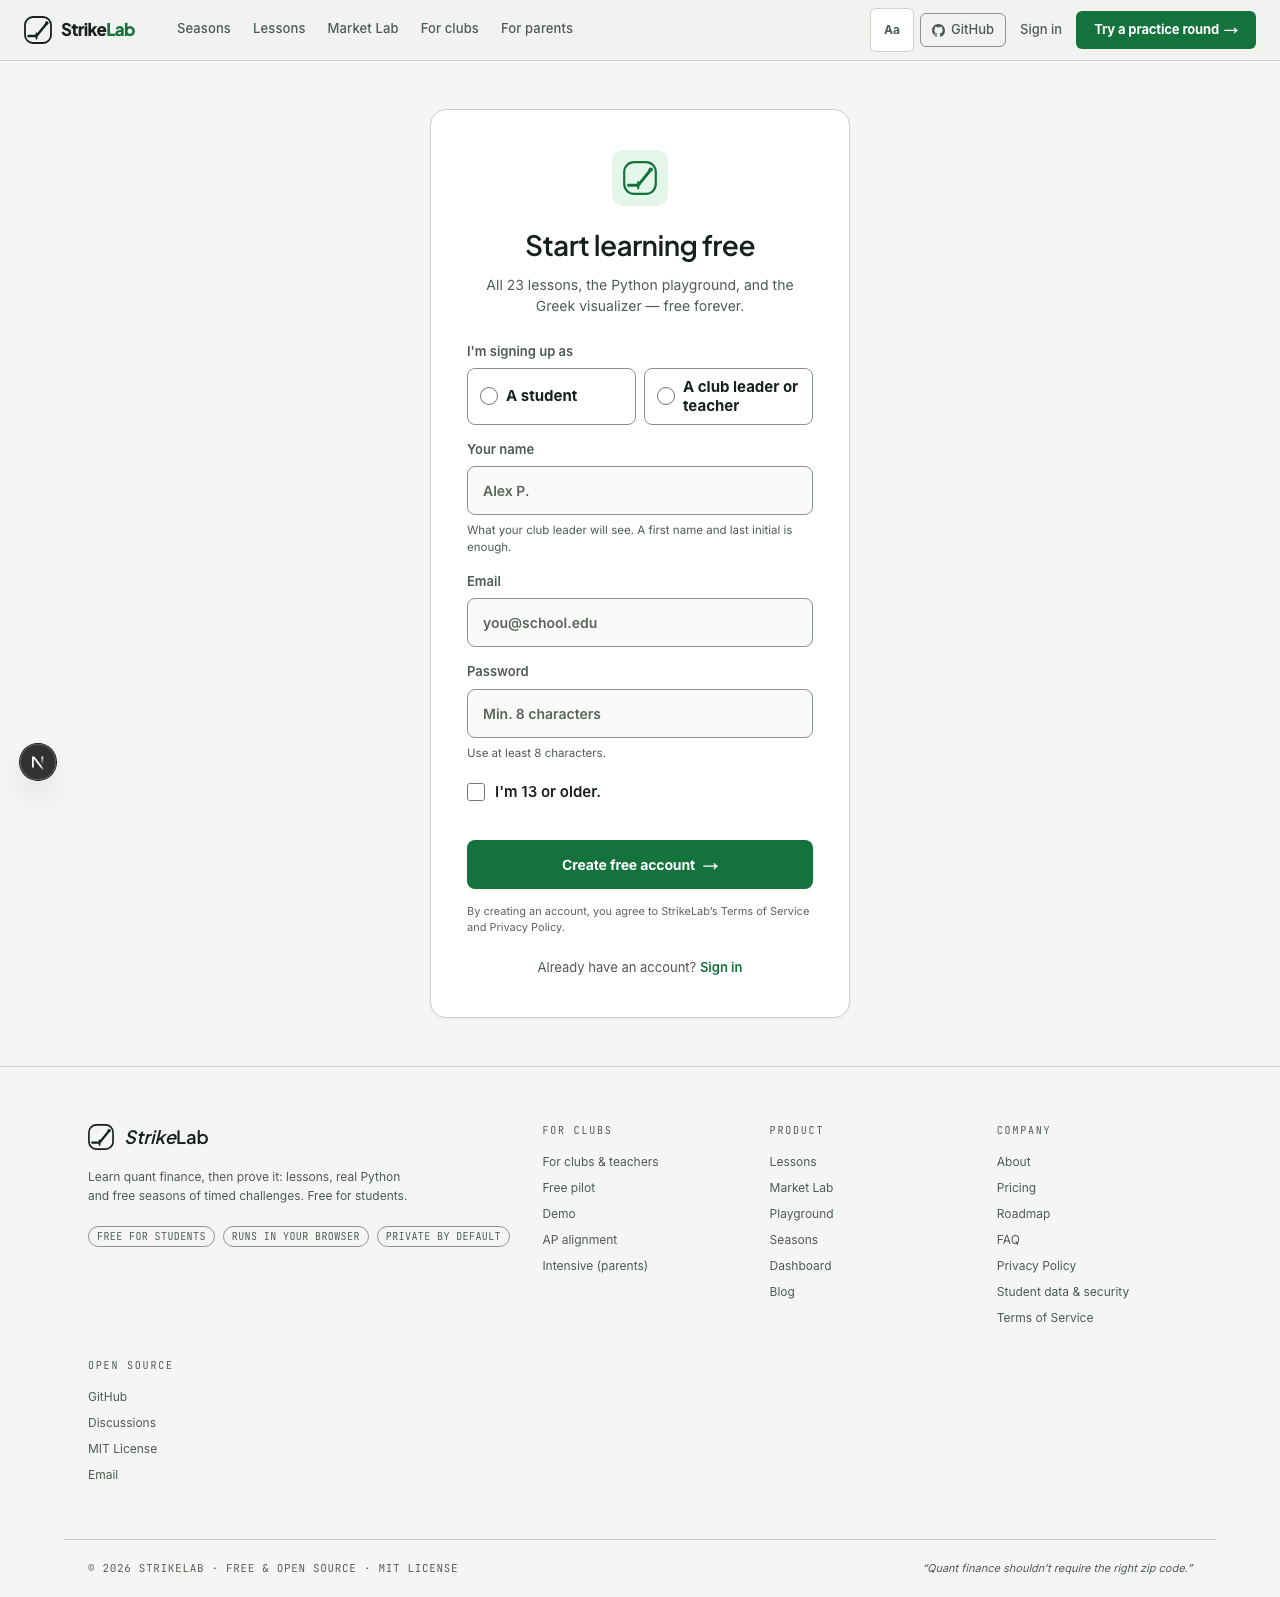 StrikeLab
Seasons
Lessons
Market Lab
For clubs
For parents
Aa
GitHub
Sign in
Try a practice round →
Start learning free
All 23 lessons, the Python playground, and the
Greek visualizer — free forever.
I'm signing up as
A student
A club leader or
teacher
Your name
Alex P.
What your club leader will see. A first name and last initial is
enough.
Email
you@school.edu
Password
Min. 8 characters
Use at least 8 characters.
I'm 13 or older.
Create free account →
By creating an account, you agree to StrikeLab’s Terms of Service
and Privacy Policy.
Already have an account? Sign in
N
StrikeLab
Learn quant finance, then prove it: lessons, real Python
and free seasons of timed challenges. Free for students.
FREE FOR STUDENTS
RUNS IN YOUR BROWSER
PRIVATE BY DEFAULT
FOR CLUBS
For clubs & teachers
Free pilot
Demo
AP alignment
Intensive (parents)
PRODUCT
Lessons
Market Lab
Playground
Seasons
Dashboard
Blog
COMPANY
About
Pricing
Roadmap
FAQ
Privacy Policy
Student data & security
Terms of Service
OPEN SOURCE
GitHub
Discussions
MIT License
Email
© 2026 STRIKELAB · FREE & OPEN SOURCE · MIT LICENSE
“Quant finance shouldn’t require the right zip code.”